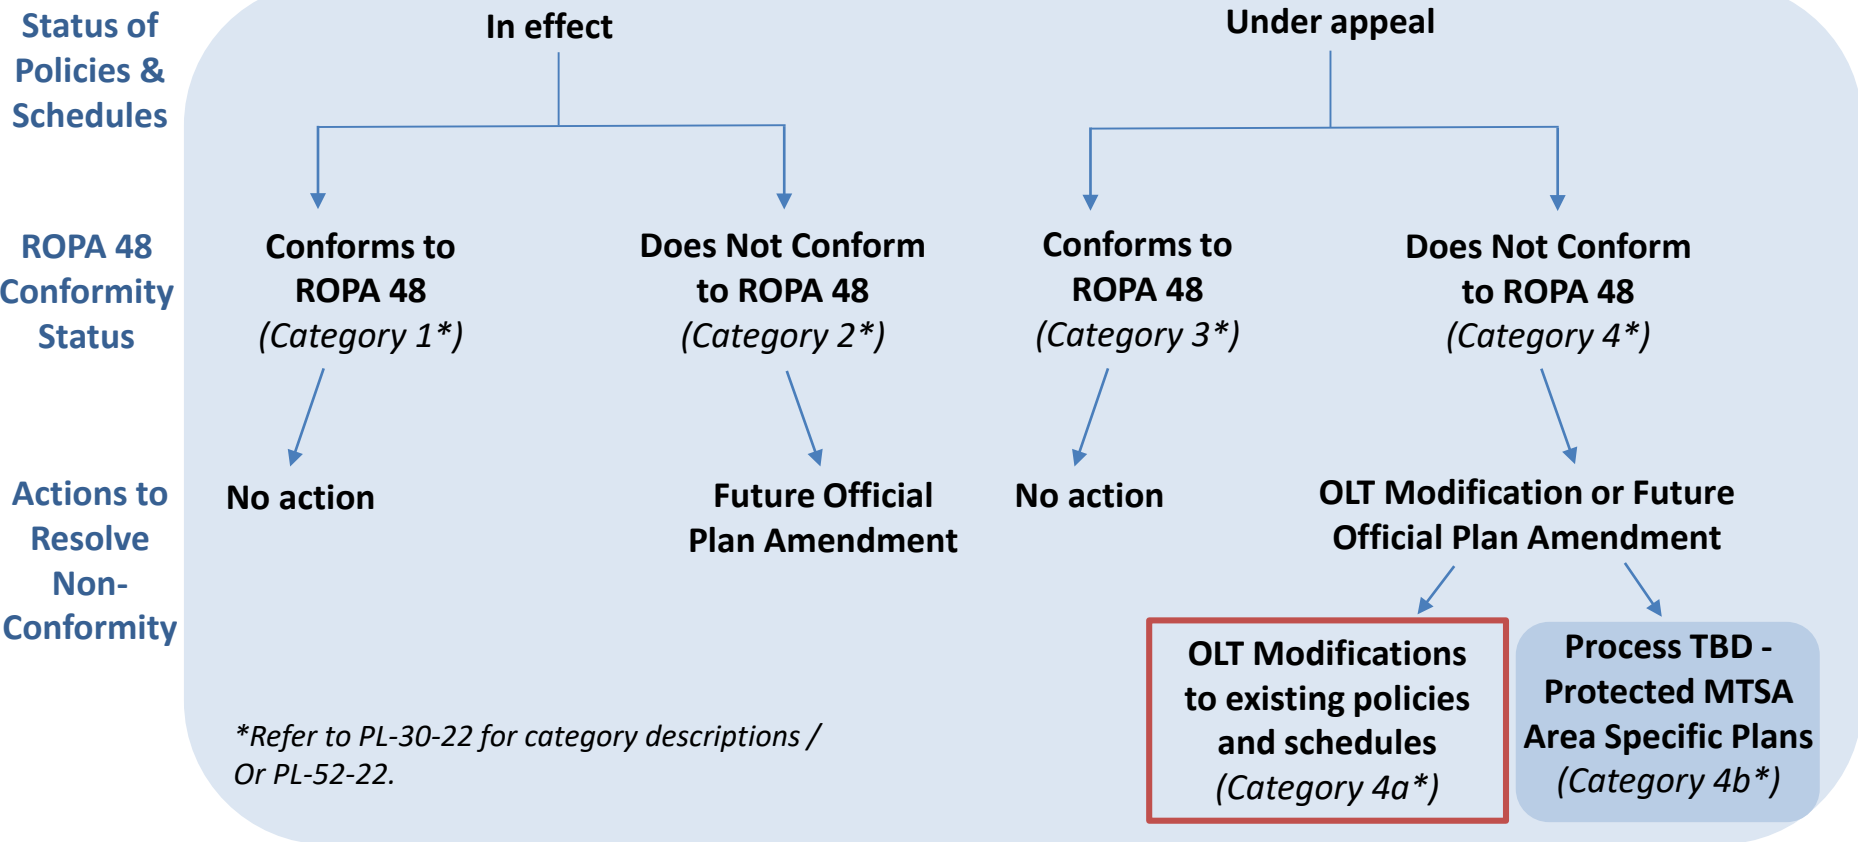 Status of
Policies &
Schedules
In effect
Under appeal
ROPA 48
Conformity
Status
Conforms to
ROPA 48
(Category 1*)
Does Not Conform
to ROPA 48
(Category 2*)
Conforms to
ROPA 48
(Category 3*)
Does Not Conform
to ROPA 48
(Category 4*)
Actions to
Resolve
Non-
Conformity
No action
Future Official
Plan Amendment
No action
OLT Modification or Future
Official Plan Amendment
OLT Modifications
to existing policies
and schedules
(Category 4a*)
Process TBD -
Protected MTSA
Area Specific Plans
(Category 4b*)
*Refer to PL-30-22 for category descriptions /
Or PL-52-22.